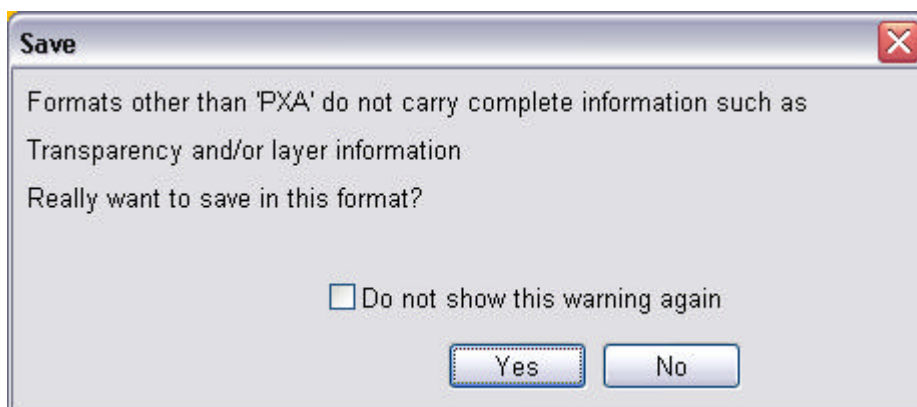 Save
Formats other than 'PXA' do not carry complete information such as
Transparency and/or layer information
Really want to save in this format?
Do not show this warning again
Yes No